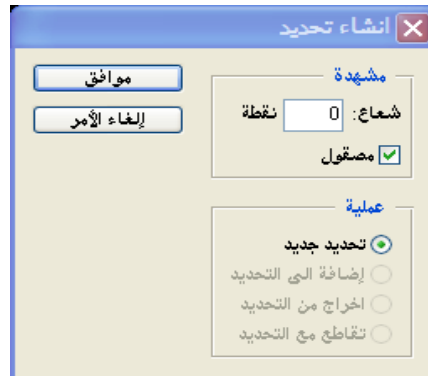 انشاء تحديد
مشهدة
شعاع: 0 نقطة
مصقول
عملية
تحديد جديد
إضافة الى التحديد
اخراج من التحديد
تقاطع مع التحديد
موافق
إلغاء الأمر